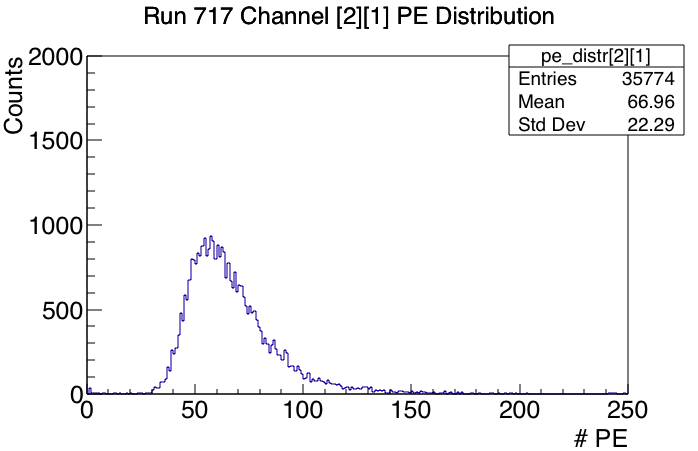 Run 717 Channel [2][1] PE Distribution
pe_distr[2][1]
Entries 35774
Mean 66.96
Std Dev 22.29
Counts
2000
1500
1000
500
0
0 50 100 150 200 250
# PE